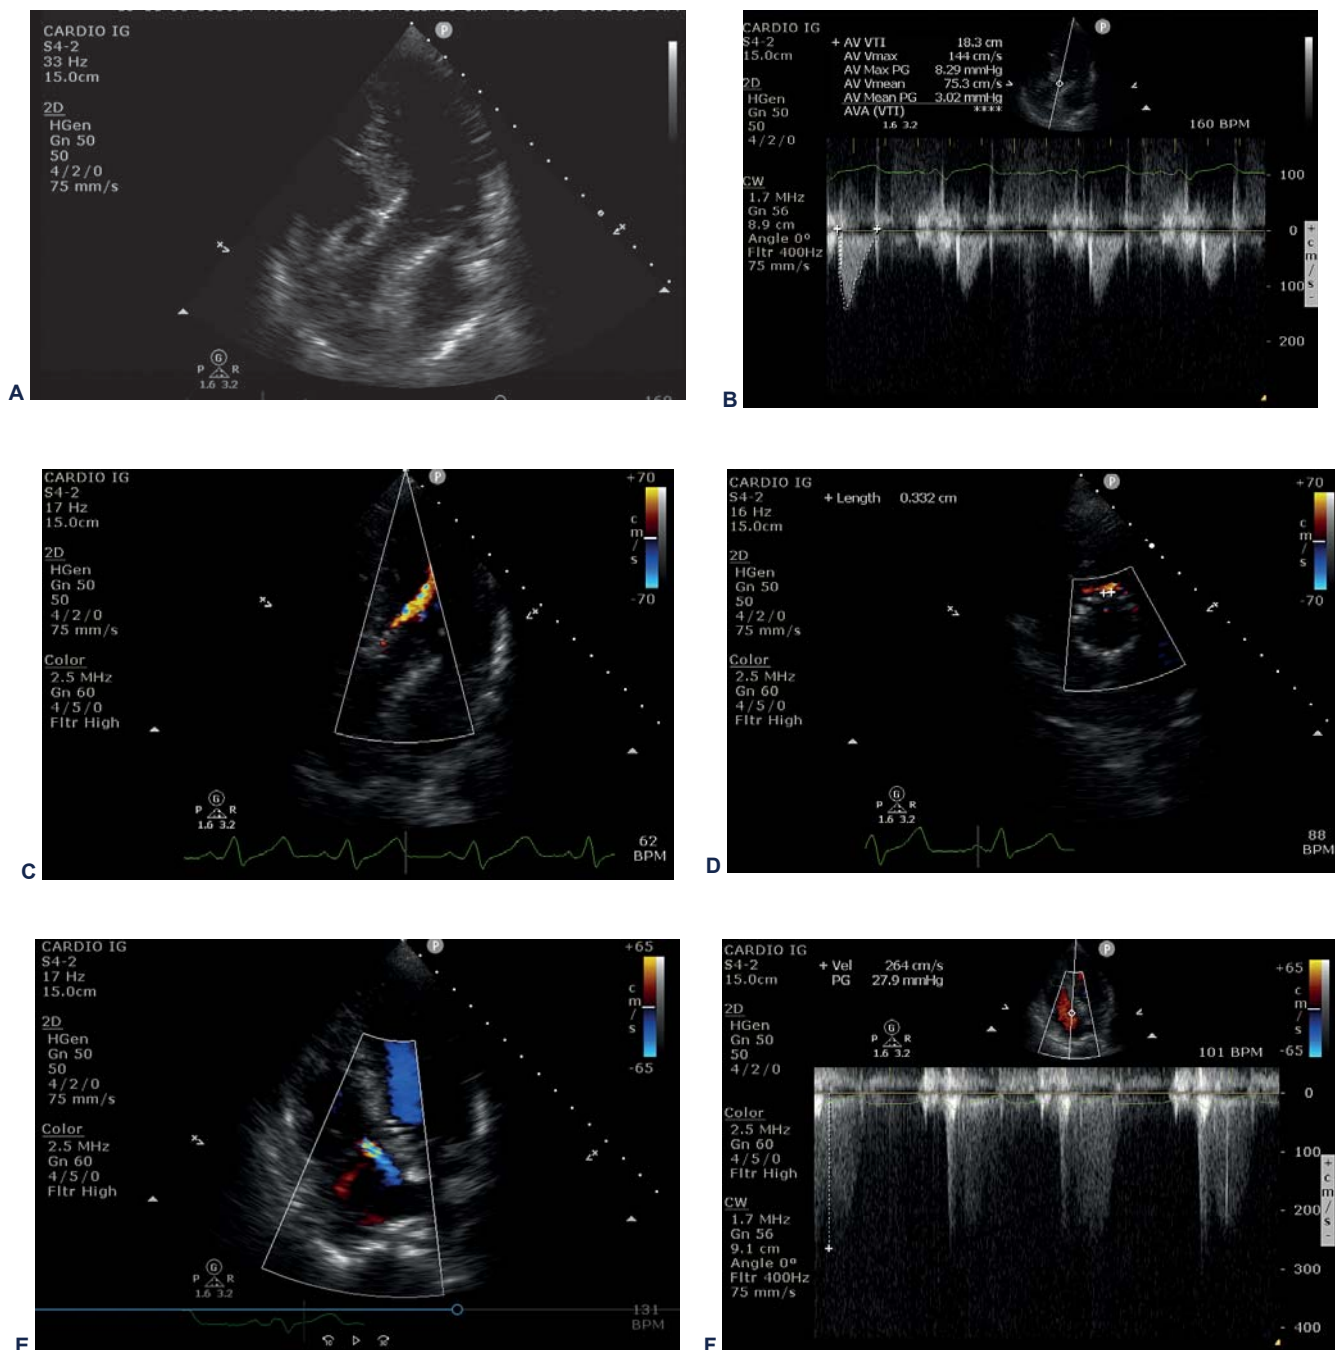 CARDIO IG
S4-2
33 Hz
15.0cm
2D
HGen
Gn 50
50
4/2/0
75 mm/s
P
G
P R
1.6 3.2
A
CARDIO IG
S4-2
15.0cm
2D
HGen
Gn 50
50
4/2/0
CW
1.7 MHz
Gn 56
8.9 cm
Angle 0°
Fltr 400Hz
75 mm/s
+ AV VTI 18.3 cm
AV Vmax 144 cm/s
AV Max PG 8.29 mmHg
AV Vmean 75.3 cm/s
AV Mean PG 3.02 mmHg
AVA (VTI) ****
1.6 3.2
P
160 BPM
100
0
100
200
+
c
m
/
s
-
B
CARDIO IG
S4-2
17 Hz
15.0cm
2D
HGen
Gn 50
50
4/2/0
75 mm/s
Color
2.5 MHz
Gn 60
4/5/0
Fltr High
P
+70
c
m
/
s
-70
G
P R
1.6 3.2
62
BPM
C
CARDIO IG
S4-2
16 Hz
15.0cm
2D
HGen
Gn 50
50
4/2/0
75 mm/s
Color
2.5 MHz
Gn 60
4/5/0
Fltr High
+ Length 0.332 cm
P
+70
c
m
/
s
-70
G
P R
1.6 3.2
88
BPM
D
CARDIO IG
S4-2
17 Hz
15.0cm
2D
HGen
Gn 50
50
4/2/0
75 mm/s
Color
2.5 MHz
Gn 60
4/5/0
Fltr High
P
+65
c
m
/
s
-65
G
P R
1.6 3.2
131
BPM
CARDIO IG
S4-2
15.0cm
2D
HGen
Gn 50
50
4/2/0
Color
2.5 MHz
Gn 60
4/5/0
Fltr High
CW
1.7 MHz
Gn 56
9.1 cm
Angle 0°
Fltr 400Hz
75 mm/s
+ Vel 264 cm/s
PG 27.9 mmHg
G
P R
1.6 3.2
P
+65
c
m
/
s
-65
101 BPM
0
100
200
300
400
+
c
m
/
s
-